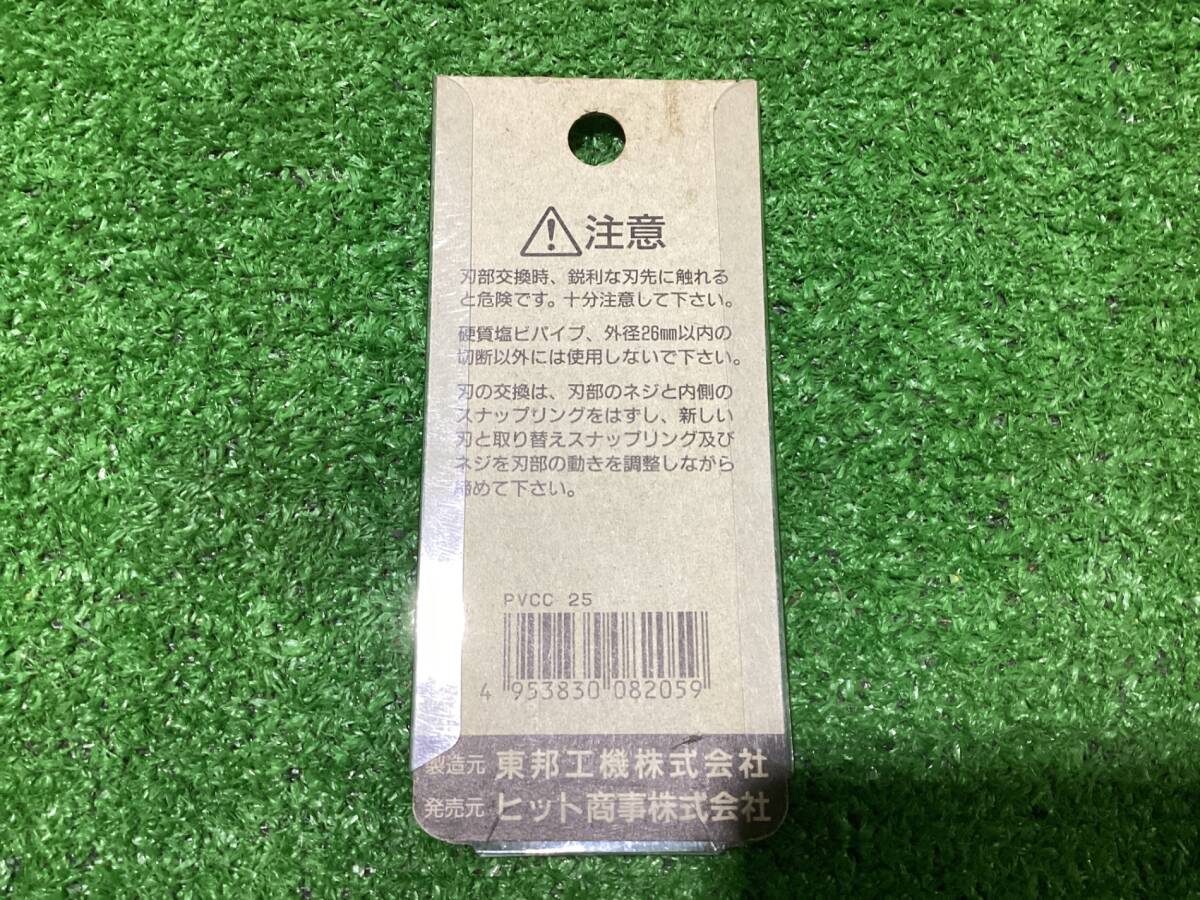 注意
刃部交換時、鋭利な刃先に触れる
と危険です。十分注意して下さい。
硬質塩ビパイプ、外径26mm以内の
切断以外には使用しないで下さい。
刃の交換は、刃部のネジと内側の
スナップリングをはずし、新しい
刃と取り替えスナップリング及び
ネジを刃部の動きを調整しながら
締めて下さい。
PVCC 25
4 953830 082059
製造元 東邦工機株式会社
発売元 ヒット商事株式会社